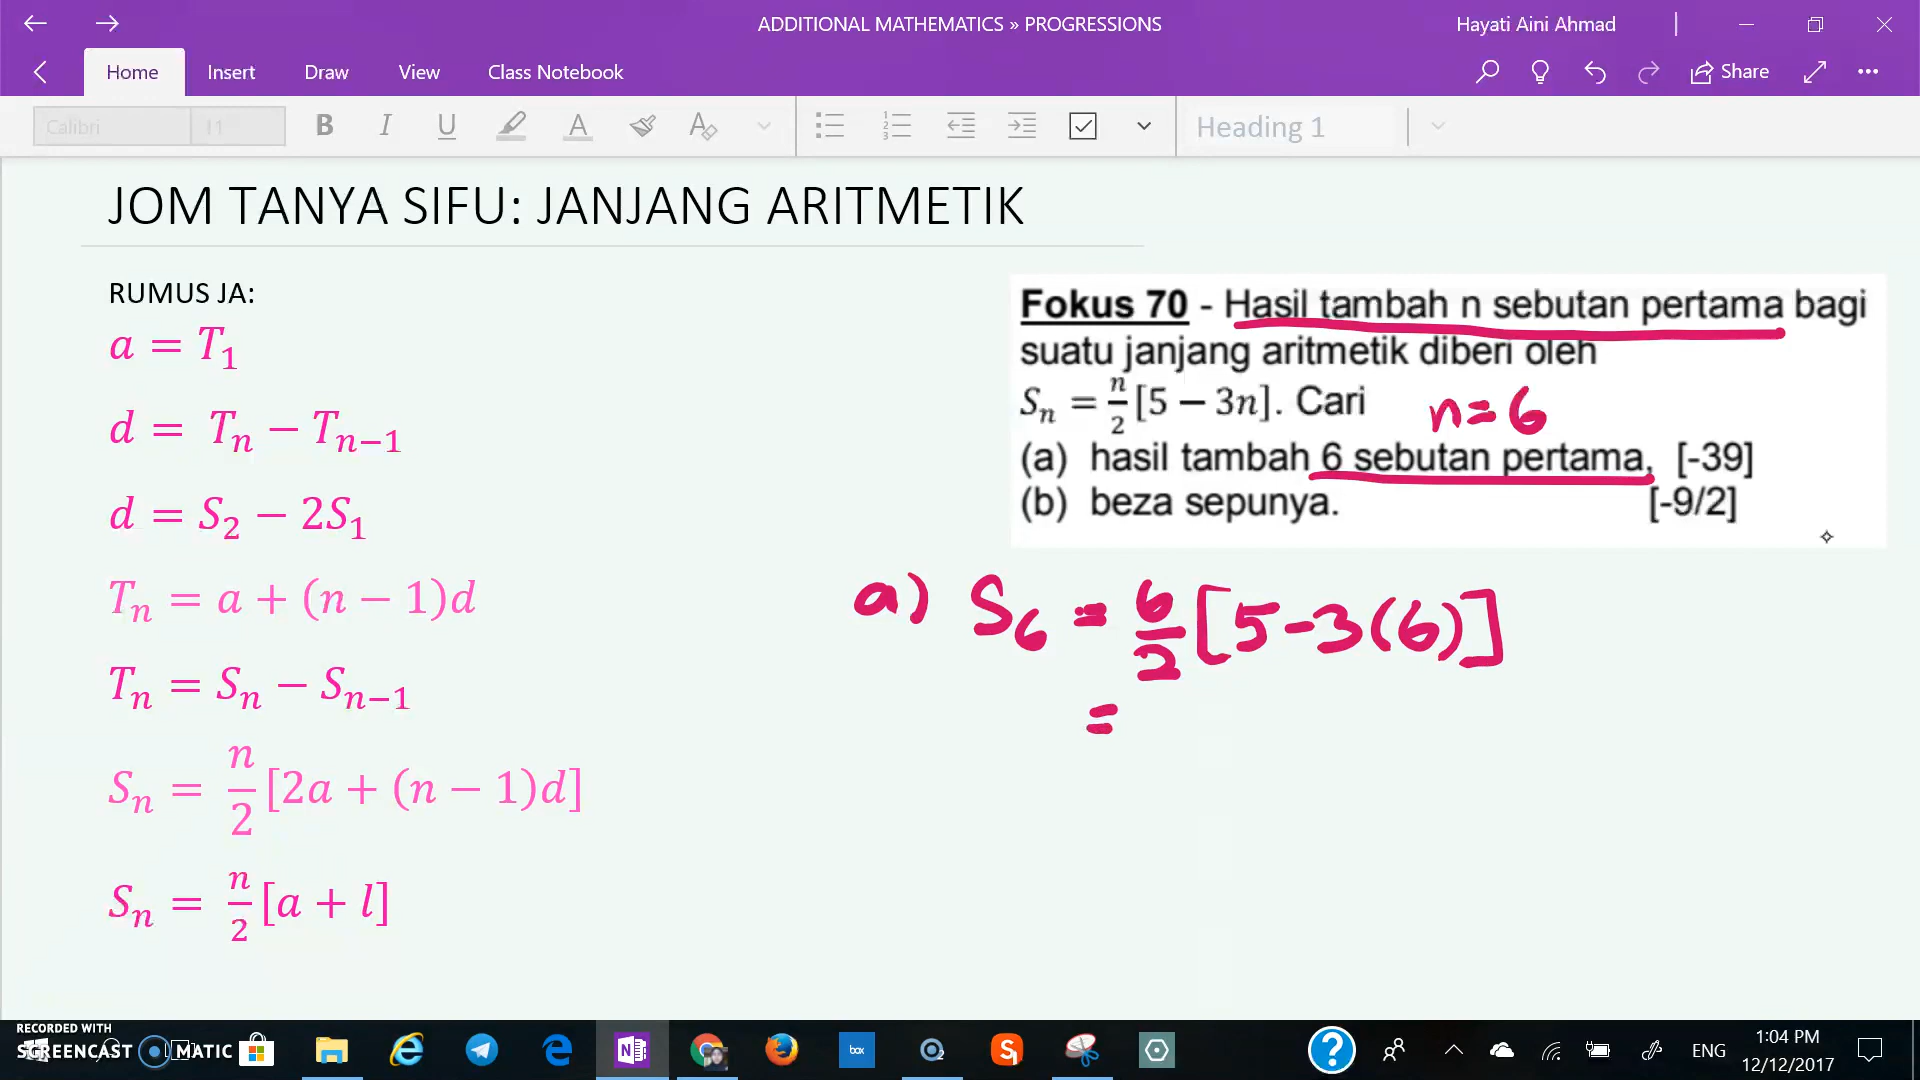 ADDITIONAL MATHEMATICS » PROGRESSIONS
Hayati Aini Ahmad
Home Insert Draw View Class Notebook
Share
Calibri 11
B I U A A
Heading 1
JOM TANYA SIFU: JANJANG ARITMETIK
RUMUS JA:
a = T₁
d = Tₙ − Tₙ₋₁
d = S₂ − 2S₁
Tₙ = a + (n − 1)d
Tₙ = Sₙ − Sₙ₋₁
Sₙ = n/2 [2a + (n − 1)d]
Sₙ = n/2 [a + l]
Fokus 70 - Hasil tambah n sebutan pertama bagi
suatu janjang aritmetik diberi oleh
Sₙ = n/2 [5 − 3n]. Cari
n = 6
(a) hasil tambah 6 sebutan pertama, [-39]
(b) beza sepunya. [-9/2]
a) S₆ = 6/2 [5 - 3(6)]
=
RECORDED WITH
SCREENCAST MATIC
N
box
?
ENG
1:04 PM
12/12/2017